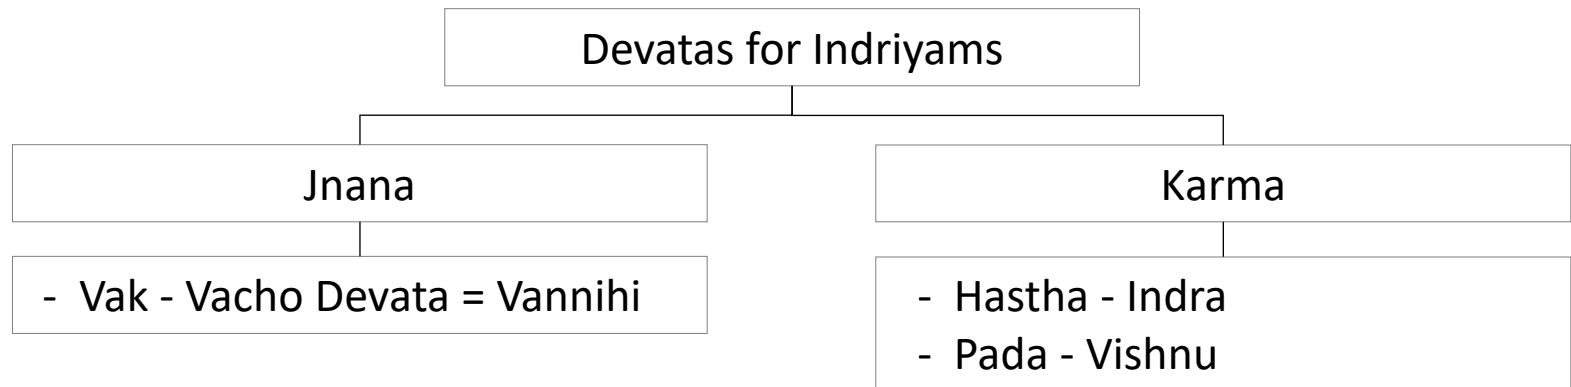 Devatas for Indriyams
Jnana
Karma
- Vak - Vacho Devata = Vannihi
- Hastha - Indra
- Pada - Vishnu